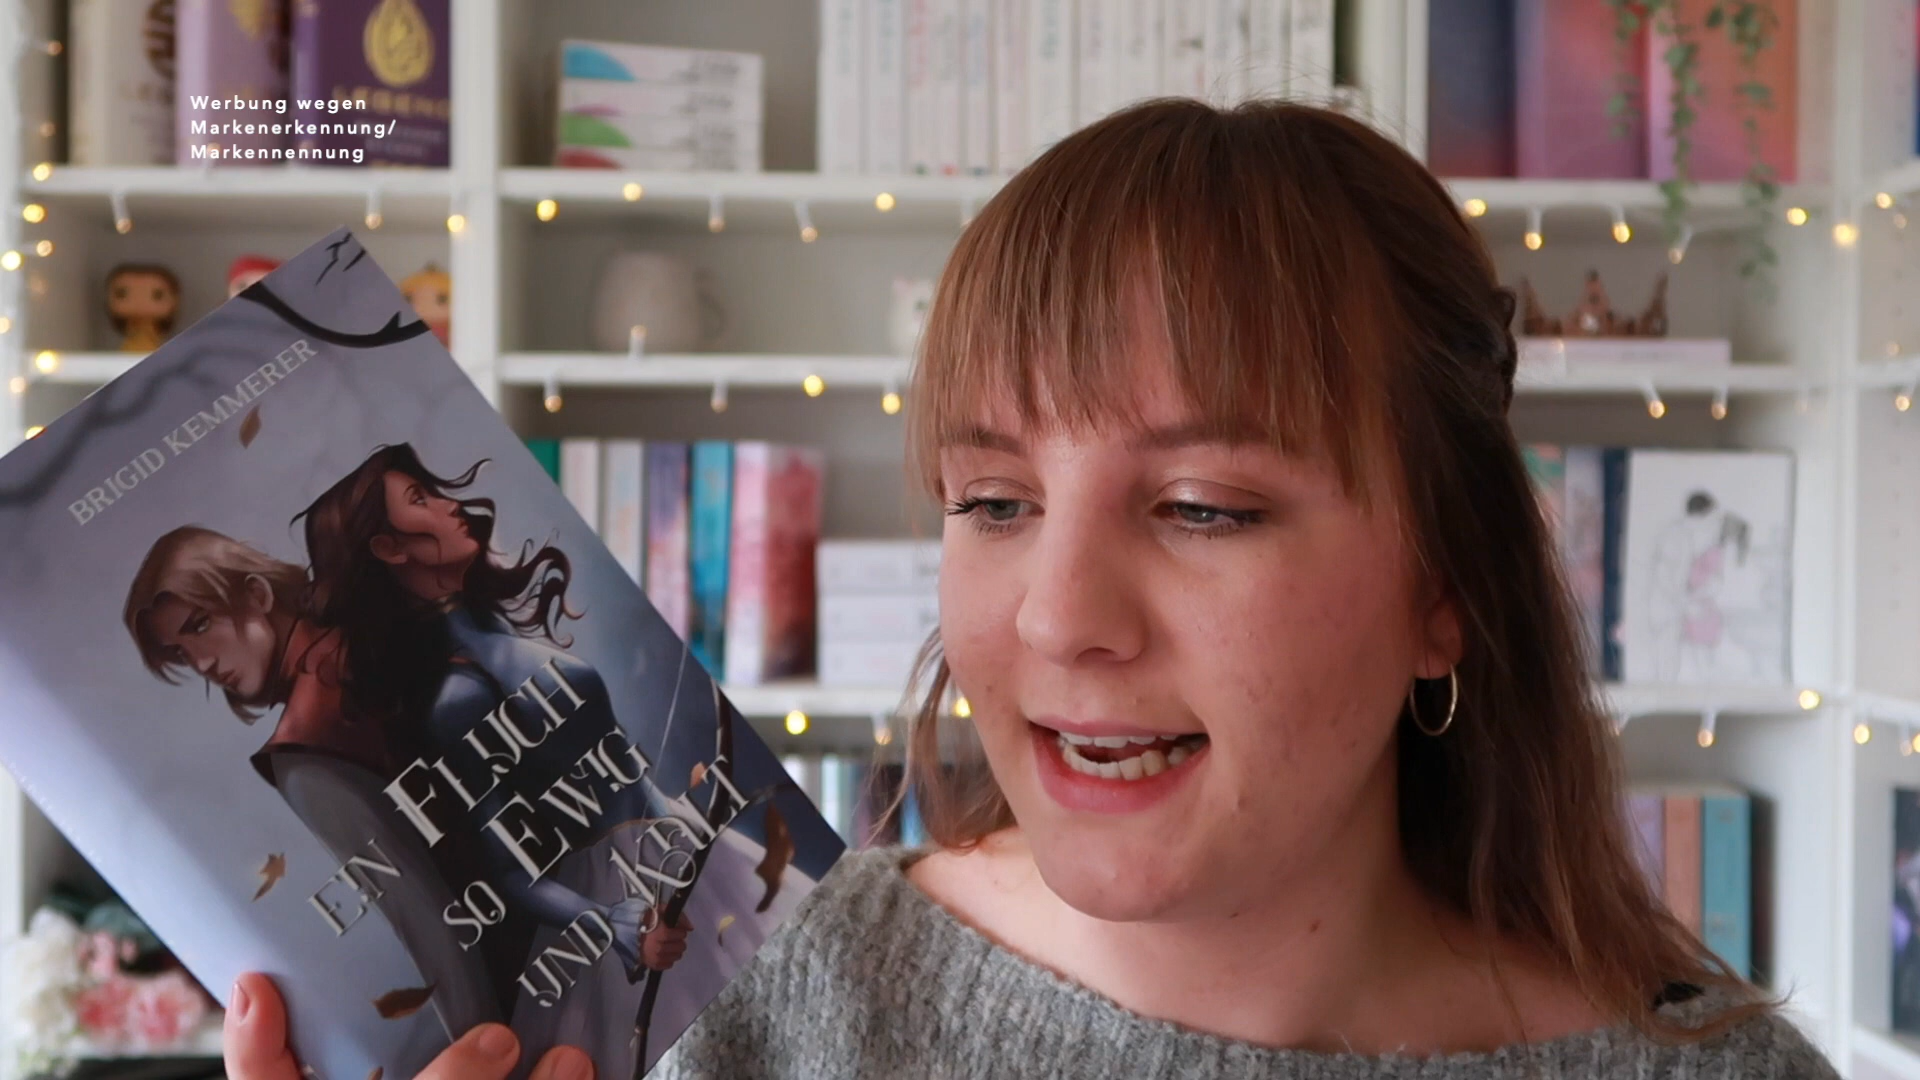 Werbung wegen
Markenerkennung/
Markennennung
BRIGID KEMMERER
EIN FLUCH
SO EWIG
UND KALT